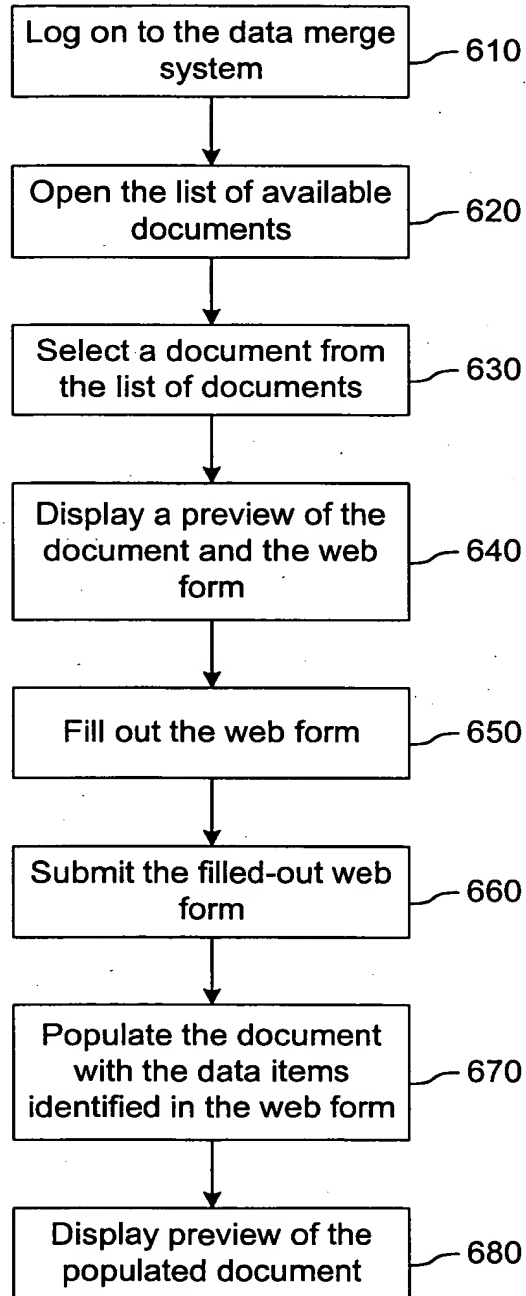 Log on to the data merge
system
610
Open the list of available
documents
620
Select a document from
the list of documents
630
Display a preview of the
document and the web
form
640
Fill out the web form
650
Submit the filled-out web
form
660
Populate the document
with the data items
identified in the web form
670
Display preview of the
populated document
680